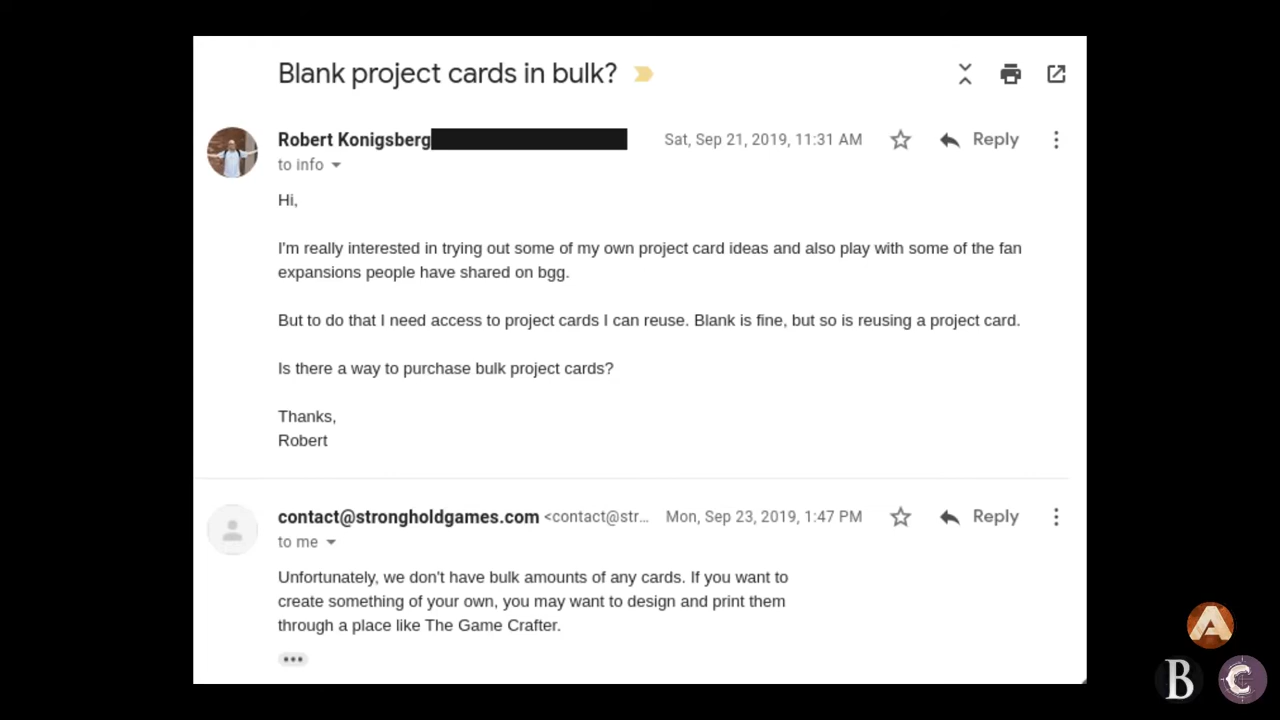 Blank project cards in bulk?
Robert Konigsberg
Sat, Sep 21, 2019, 11:31 AM
Reply
to info
Hi,
I'm really interested in trying out some of my own project card ideas and also play with some of the fan
expansions people have shared on bgg.
But to do that I need access to project cards I can reuse. Blank is fine, but so is reusing a project card.
Is there a way to purchase bulk project cards?
Thanks,
Robert
contact@strongholdgames.com <contact@str... Mon, Sep 23, 2019, 1:47 PM
Reply
to me
Unfortunately, we don't have bulk amounts of any cards. If you want to
create something of your own, you may want to design and print them
through a place like The Game Crafter.
A
B C